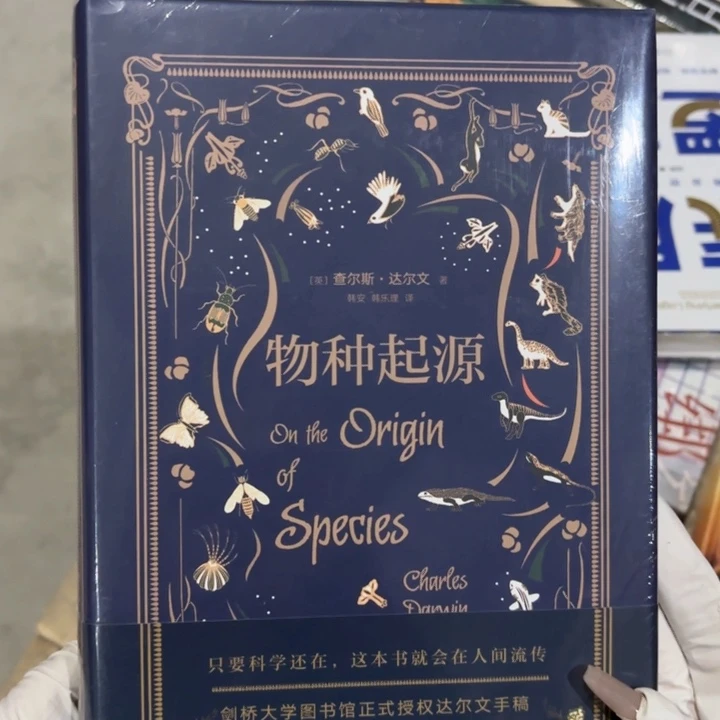 [英] 查尔斯·达尔文 著
韩安 韩乐理 译
物种起源
On the Origin
of
Species
Charles
Darwin
只要科学还在，这本书就会在人间流传
剑桥大学图书馆正式授权达尔文手稿